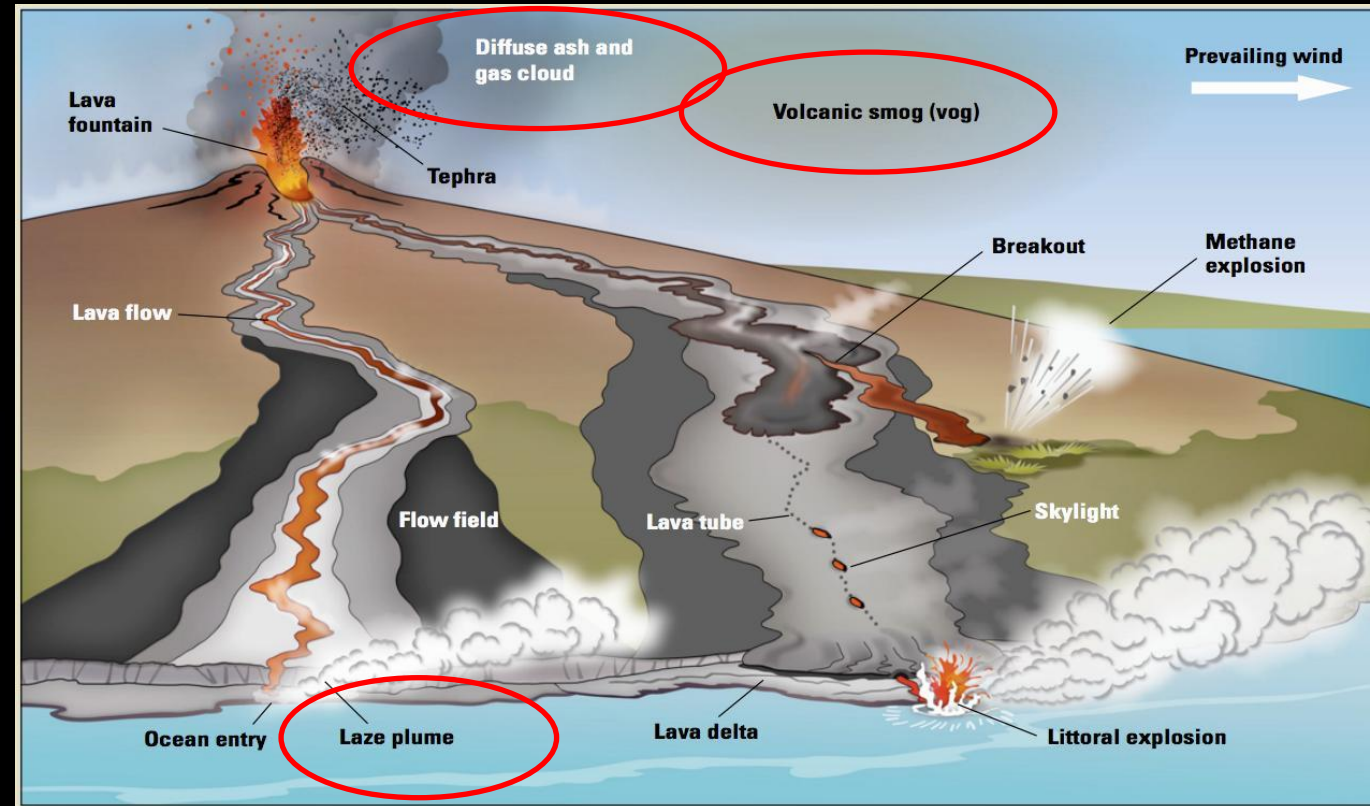 Diffuse ash and
gas cloud
Prevailing wind
Volcanic smog (vog)
Lava
fountain
Tephra
Breakout
Methane
explosion
Lava flow
Flow field
Lava tube
Skylight
Ocean entry
Laze plume
Lava delta
Littoral explosion